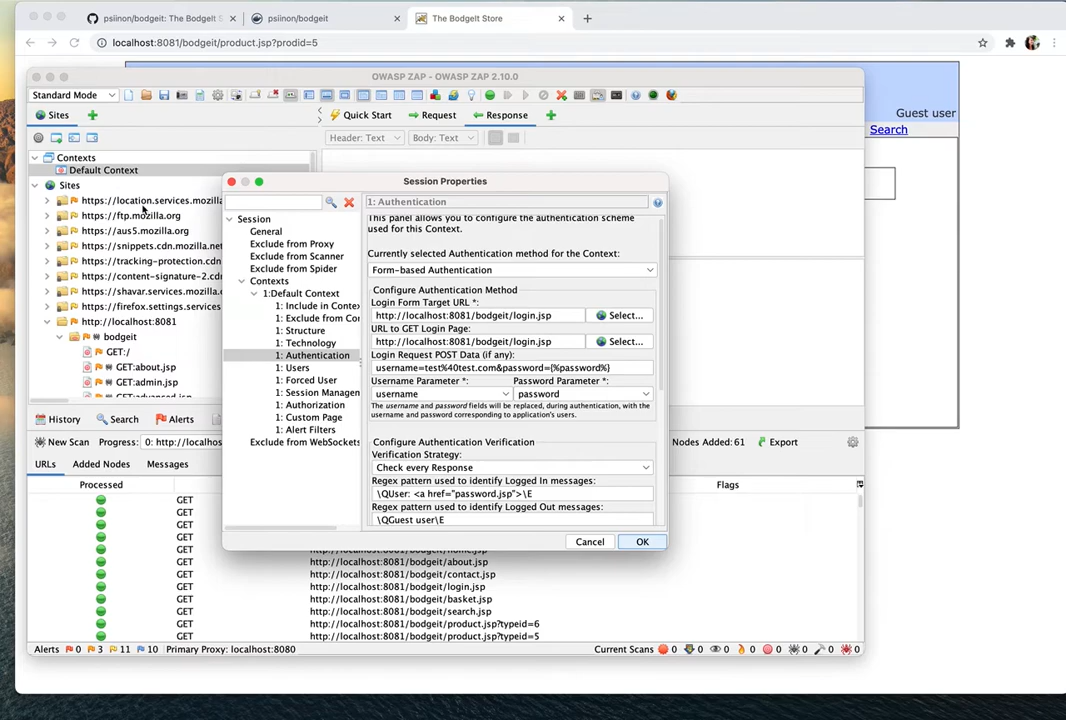 psiinon/bodgeit: The BodgeIt S
psiinon/bodgeit
The BodgeIt Store
localhost:8081/bodgeit/product.jsp?prodid=5
OWASP ZAP - OWASP ZAP 2.10.0
Standard Mode
Guest user
Search
Sites
Quick Start
Request
Response
Header: Text
Body: Text
Contexts
Default Context
Sites
https://location.services.mozilla
https://ftp.mozilla.org
https://aus5.mozilla.org
https://snippets.cdn.mozilla.net
https://tracking-protection.cdn
https://content-signature-2.cdn
https://shavar.services.mozilla.
https://firefox.settings.services
http://localhost:8081
bodgeit
GET:/
GET:about.jsp
GET:admin.jsp
GET:advanced.jsp
Session Properties
Session
General
Exclude from Proxy
Exclude from Scanner
Exclude from Spider
Contexts
1:Default Context
1: Include in Contex
1: Exclude from Cor
1: Structure
1: Technology
1: Authentication
1: Users
1: Forced User
1: Session Managen
1: Authorization
1: Custom Page
1: Alert Filters
Exclude from WebSockets
1: Authentication
This panel allows you to configure the authentication scheme
used for this Context.
Currently selected Authentication method for the Context:
Form-based Authentication
Configure Authentication Method
Login Form Target URL *:
http://localhost:8081/bodgeit/login.jsp
Select...
URL to GET Login Page:
http://localhost:8081/bodgeit/login.jsp
Select...
Login Request POST Data (if any):
username=test%40test.com&password={%password%}
Username Parameter *:
Password Parameter *:
username
password
The username and password fields will be replaced, during authentication, with the
username and password corresponding to application's users.
Configure Authentication Verification
Verification Strategy:
Check every Response
Regex pattern used to identify Logged In messages:
\QUser: <a href="password.jsp">\E
Regex pattern used to identify Logged Out messages:
\QGuest user\E
Cancel
OK
History
Search
Alerts
New Scan
Progress:
0: http://localhos
Nodes Added: 61
Export
URLs
Added Nodes
Messages
Processed
Flags
GET
GET
GET
GET
GET http://localhost:8081/bodgeit/home.jsp
GET http://localhost:8081/bodgeit/about.jsp
GET http://localhost:8081/bodgeit/contact.jsp
GET http://localhost:8081/bodgeit/login.jsp
GET http://localhost:8081/bodgeit/basket.jsp
GET http://localhost:8081/bodgeit/search.jsp
GET http://localhost:8081/bodgeit/product.jsp?typeid=6
GET http://localhost:8081/bodgeit/product.jsp?typeid=5
Alerts 0 3 11 10 Primary Proxy: localhost:8080
Current Scans 0 0 0 0 0 0 0 0